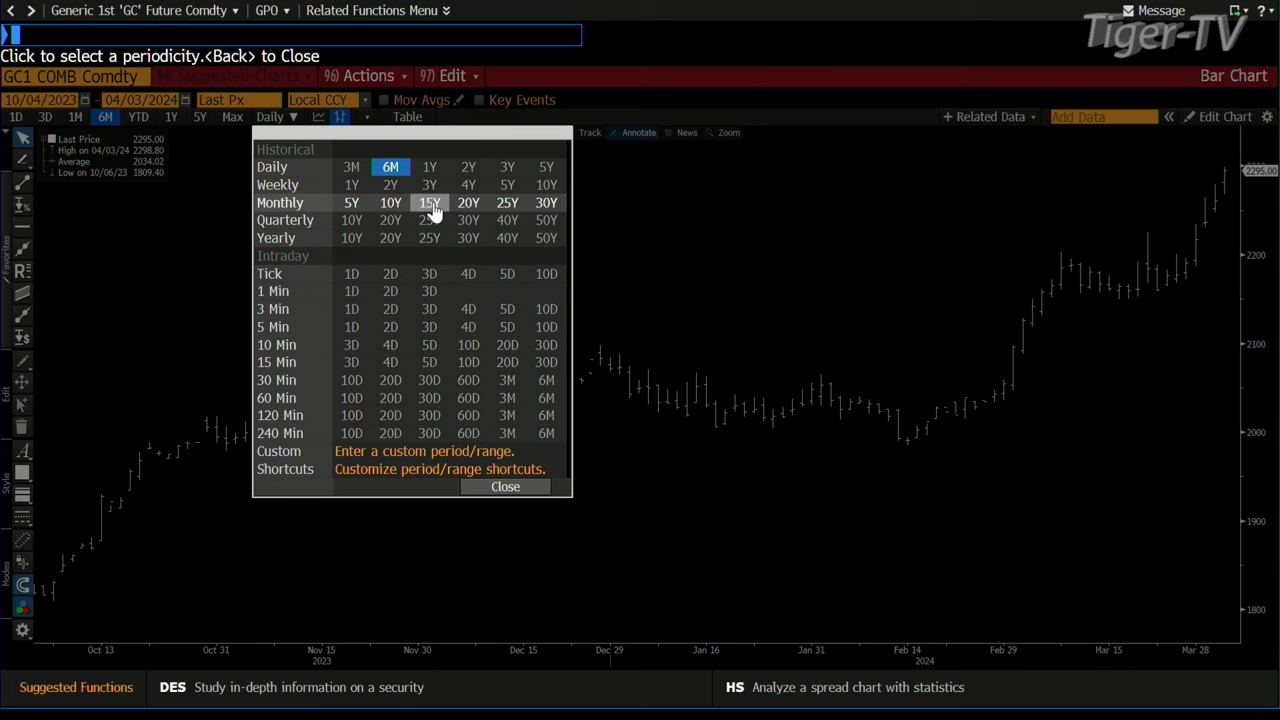 Generic 1st 'GC' Future Comdty GPO Related Functions Menu Message ?
Click to select a periodicity.<Back> to Close
Tiger-TV
GC1 COMB Comdty 94) Suggested Charts 96) Actions 97) Edit Bar Chart
10/04/2023 - 04/03/2024 Last Px Local CCY Mov Avgs Key Events
1D 3D 1M 6M YTD 1Y 5Y Max Daily ▼ Table + Related Data Add Data « Edit Chart
Track Annotate News Zoom
Last Price 2295.00
High on 04/03/24 2298.80
Average 2034.02
Low on 10/06/23 1809.40
Historical
Daily 3M 6M 1Y 2Y 3Y 5Y
Weekly 1Y 2Y 3Y 4Y 5Y 10Y
Monthly 5Y 10Y 15Y 20Y 25Y 30Y
Quarterly 10Y 20Y 25Y 30Y 40Y 50Y
Yearly 10Y 20Y 25Y 30Y 40Y 50Y
Intraday
Tick 1D 2D 3D 4D 5D 10D
1 Min 1D 2D 3D
3 Min 1D 2D 3D 4D 5D 10D
5 Min 1D 2D 3D 4D 5D 10D
10 Min 3D 4D 5D 10D 20D 30D
15 Min 3D 4D 5D 10D 20D 30D
30 Min 10D 20D 30D 60D 3M 6M
60 Min 10D 20D 30D 60D 3M 6M
120 Min 10D 20D 30D 60D 3M 6M
240 Min 10D 20D 30D 60D 3M 6M
Custom Enter a custom period/range.
Shortcuts Customize period/range shortcuts.
Close
Favorites
Edit
Style
Modes
2295.00
2200
2100
2000
1900
1800
Oct 13 Oct 31 Nov 15 Nov 30 Dec 15 Dec 29 Jan 16 Jan 31 Feb 14 Feb 29 Mar 15 Mar 28
2023 2024
Suggested Functions DES Study in-depth information on a security HS Analyze a spread chart with statistics